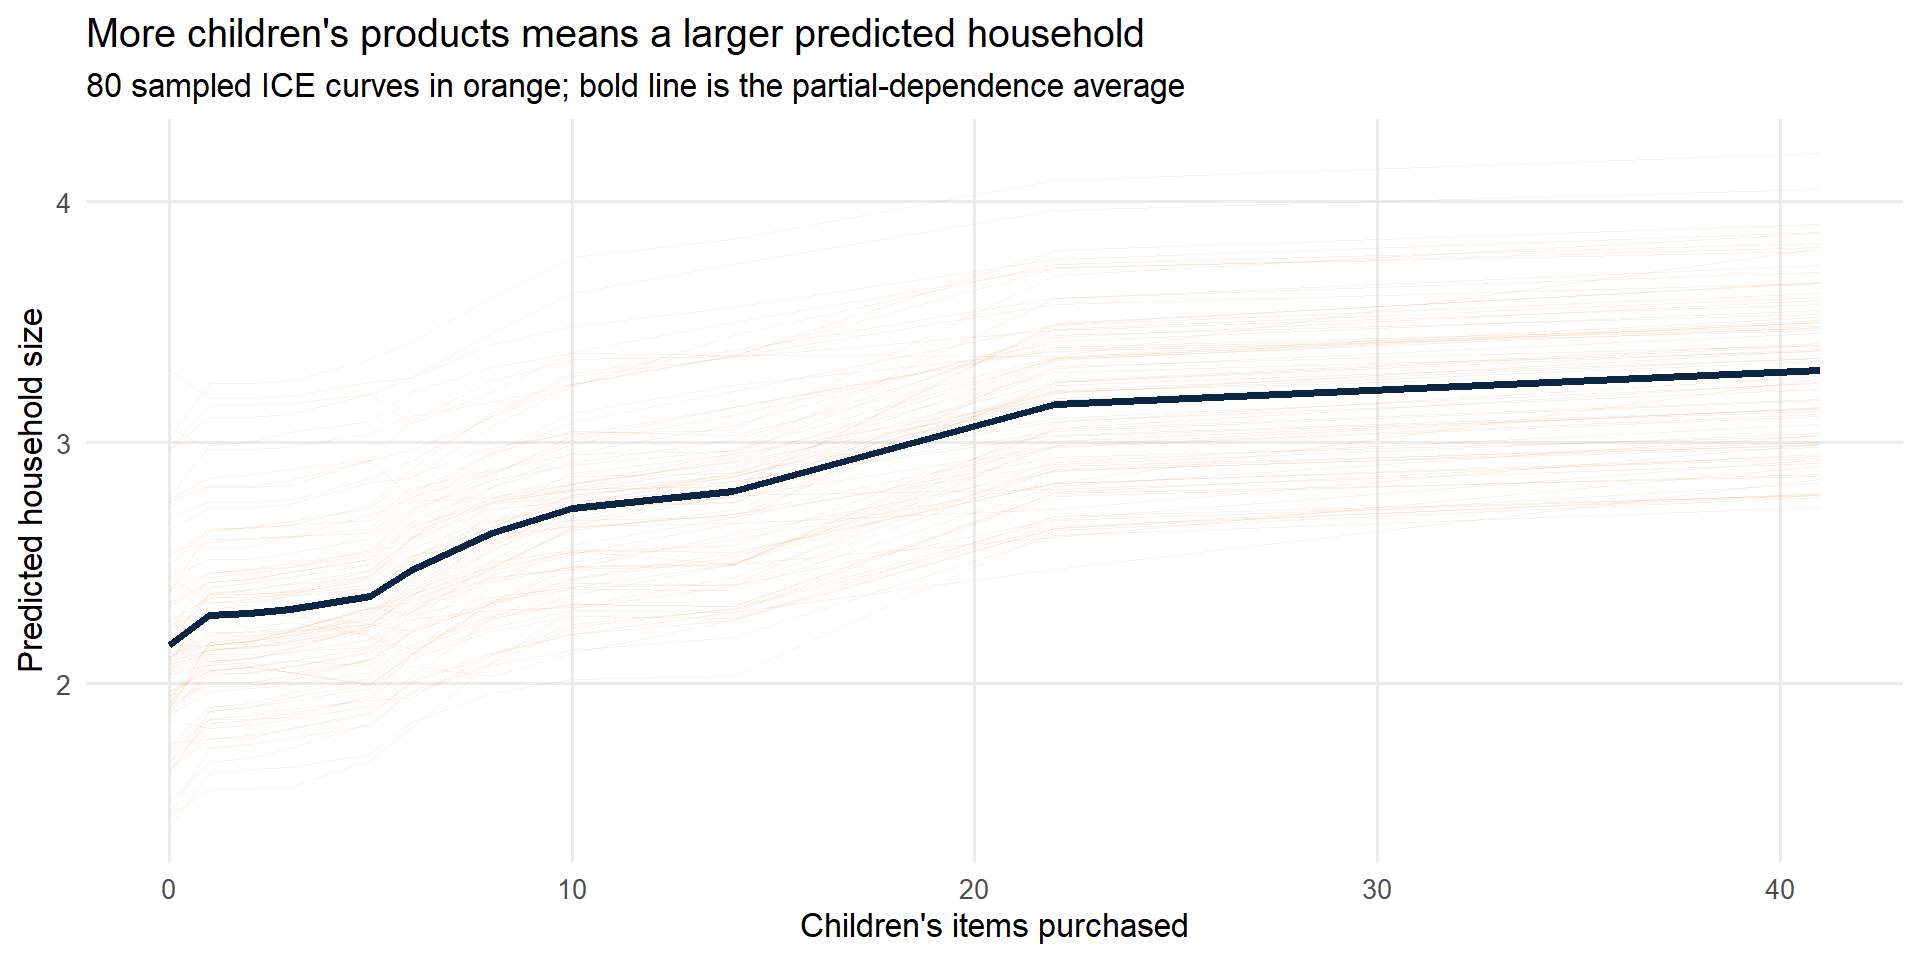 More children's products means a larger predicted household
80 sampled ICE curves in orange; bold line is the partial-dependence average
Predicted household size
4
3
2
0
10
20
30
40
Children's items purchased